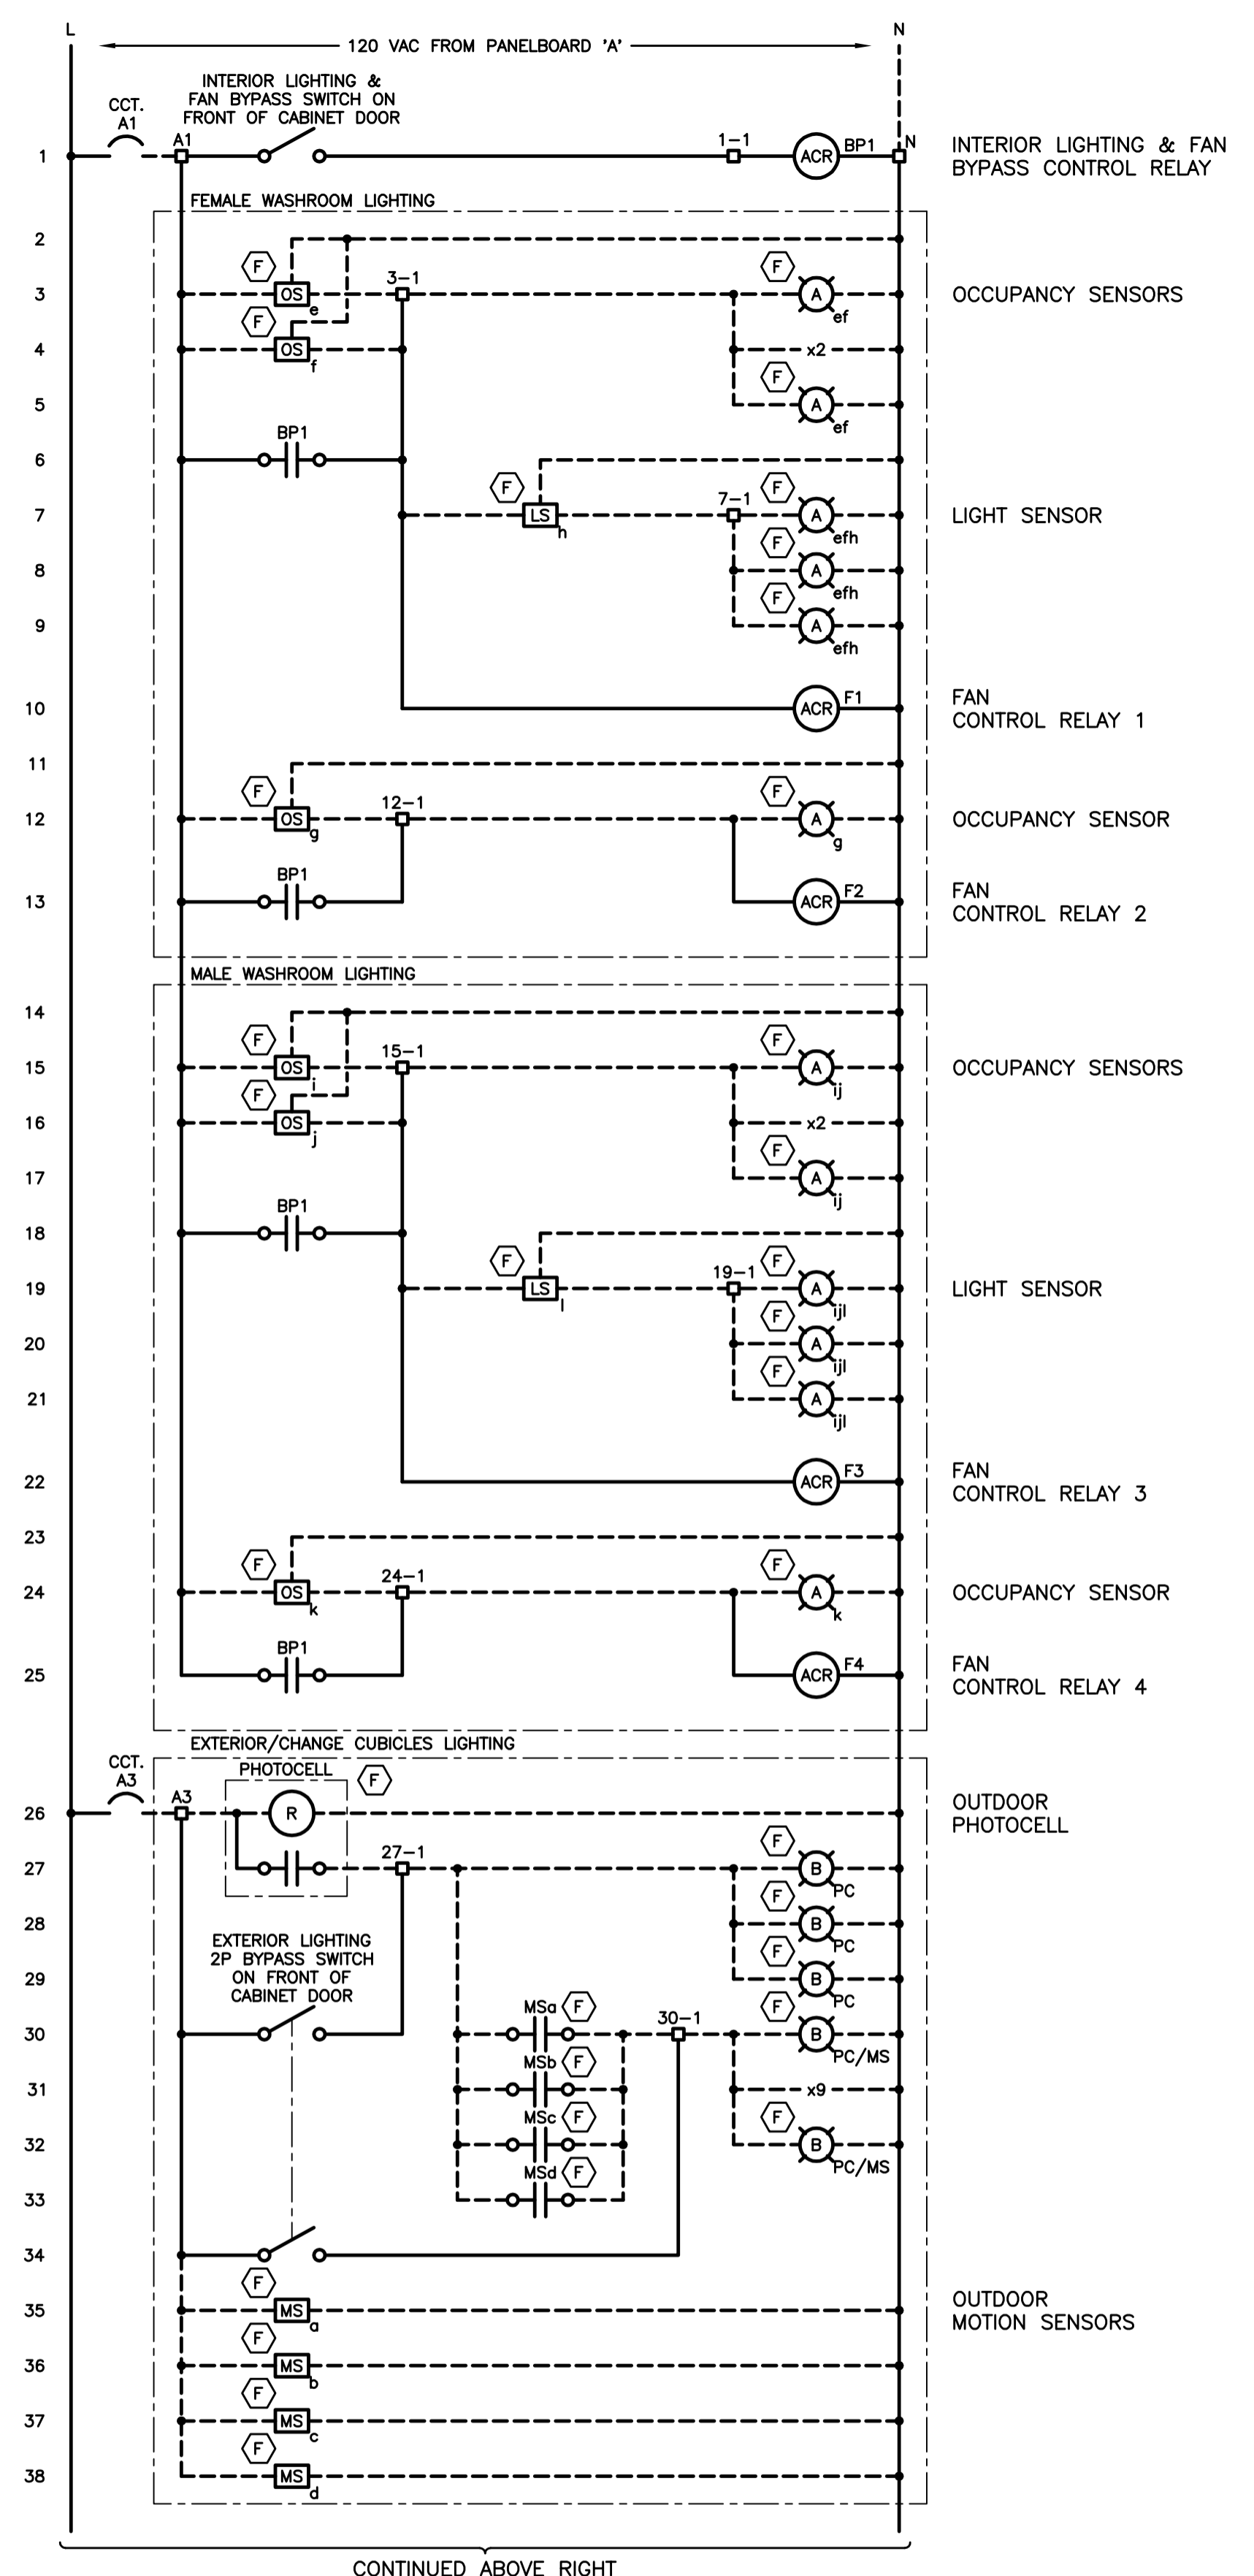 L N
120 VAC FROM PANELBOARD 'A'
INTERIOR LIGHTING &
FAN BYPASS SWITCH ON
FRONT OF CABINET DOOR
CCT.
A1
A1 1-1 BP1 N
1 ACR
INTERIOR LIGHTING & FAN
BYPASS CONTROL RELAY
FEMALE WASHROOM LIGHTING
2
F 3-1 F
3 OS e A ef OCCUPANCY SENSORS
F
4 OS f x2
F
5 A ef
BP1
6
F 7-1 F
7 LS h A efh LIGHT SENSOR
F
8 A efh
F
9 A efh
10 ACR F1
FAN
CONTROL RELAY 1
11
F 12-1 F
12 OS g A g OCCUPANCY SENSOR
BP1
13 ACR F2
FAN
CONTROL RELAY 2
MALE WASHROOM LIGHTING
14
F 15-1 F
15 OS i A ij OCCUPANCY SENSORS
F
16 OS j x2
F
17 A ij
BP1
18
F 19-1 F
19 LS l A ijl LIGHT SENSOR
F
20 A ijl
F
21 A ijl
22 ACR F3
FAN
CONTROL RELAY 3
23
F 24-1 F
24 OS k A k OCCUPANCY SENSOR
BP1
25 ACR F4
FAN
CONTROL RELAY 4
EXTERIOR/CHANGE CUBICLES LIGHTING
CCT.
A3
PHOTOCELL F
A3
26 R
OUTDOOR
PHOTOCELL
27-1 F
27 B PC
F
28 B PC
EXTERIOR LIGHTING
2P BYPASS SWITCH
ON FRONT OF
CABINET DOOR
F
29 B PC
MSa F 30-1 F
30 B PC/MS
MSb F
31 x9
MSc F F
32 B PC/MS
MSd F
33
34
F
35 MS a
OUTDOOR
MOTION SENSORS
F
36 MS b
F
37 MS c
F
38 MS d
CONTINUED ABOVE RIGHT